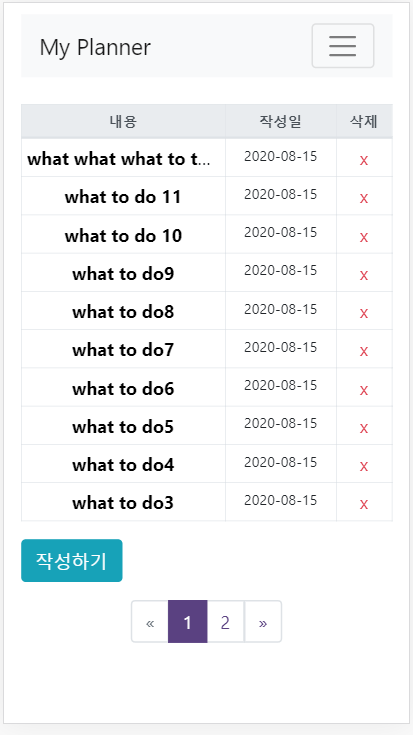 My Planner
내용 작성일 삭제
what what what to t... 2020-08-15 x
what to do 11 2020-08-15 x
what to do 10 2020-08-15 x
what to do9 2020-08-15 x
what to do8 2020-08-15 x
what to do7 2020-08-15 x
what to do6 2020-08-15 x
what to do5 2020-08-15 x
what to do4 2020-08-15 x
what to do3 2020-08-15 x
작성하기
« 1 2 »